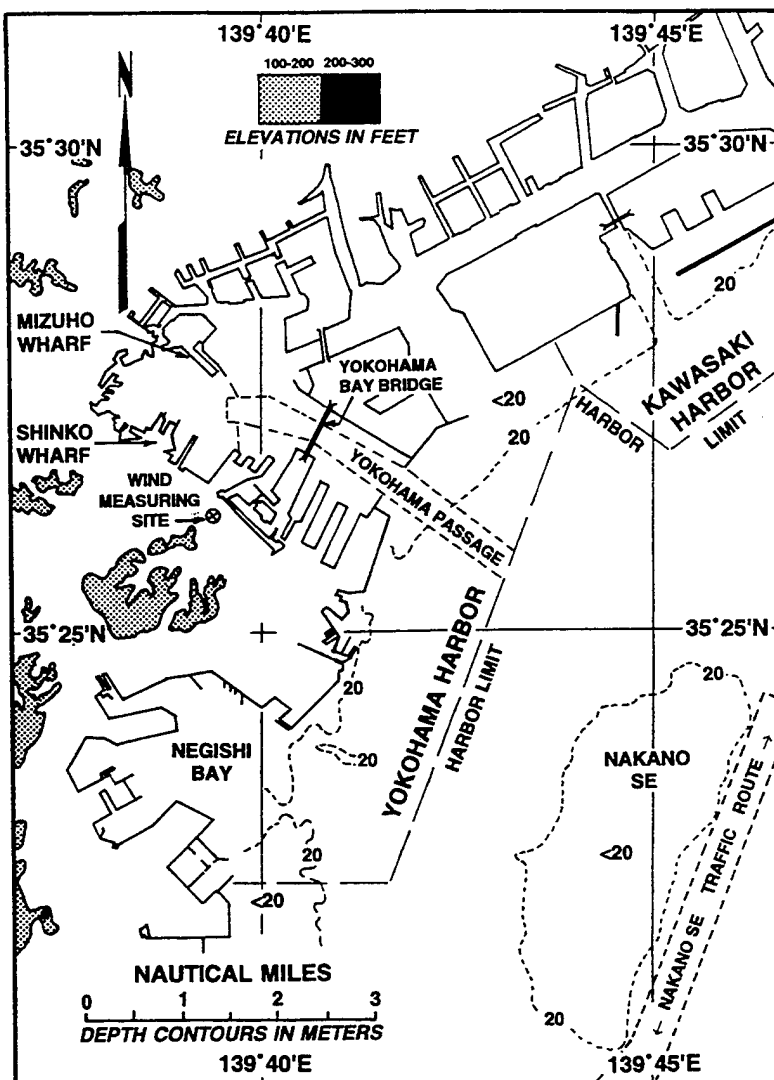 139°40'E
139°45'E
N
100-200 200-300
ELEVATIONS IN FEET
35°30'N
35°30'N
20
MIZUHO
WHARF
YOKOHAMA
BAY BRIDGE
<20
KAWASAKI
HARBOR
HARBOR
LIMIT
20
SHINKO
WHARF
WIND
MEASURING
SITE
YOKOHAMA PASSAGE
35°25'N
35°25'N
YOKOHAMA HARBOR
HARBOR LIMIT
20
20
NEGISHI
BAY
20
NAKANO
SE
20
<20
<20
NAKANO SE TRAFFIC ROUTE
20
NAUTICAL MILES
0 1 2 3
DEPTH CONTOURS IN METERS
139°40'E
139°45'E